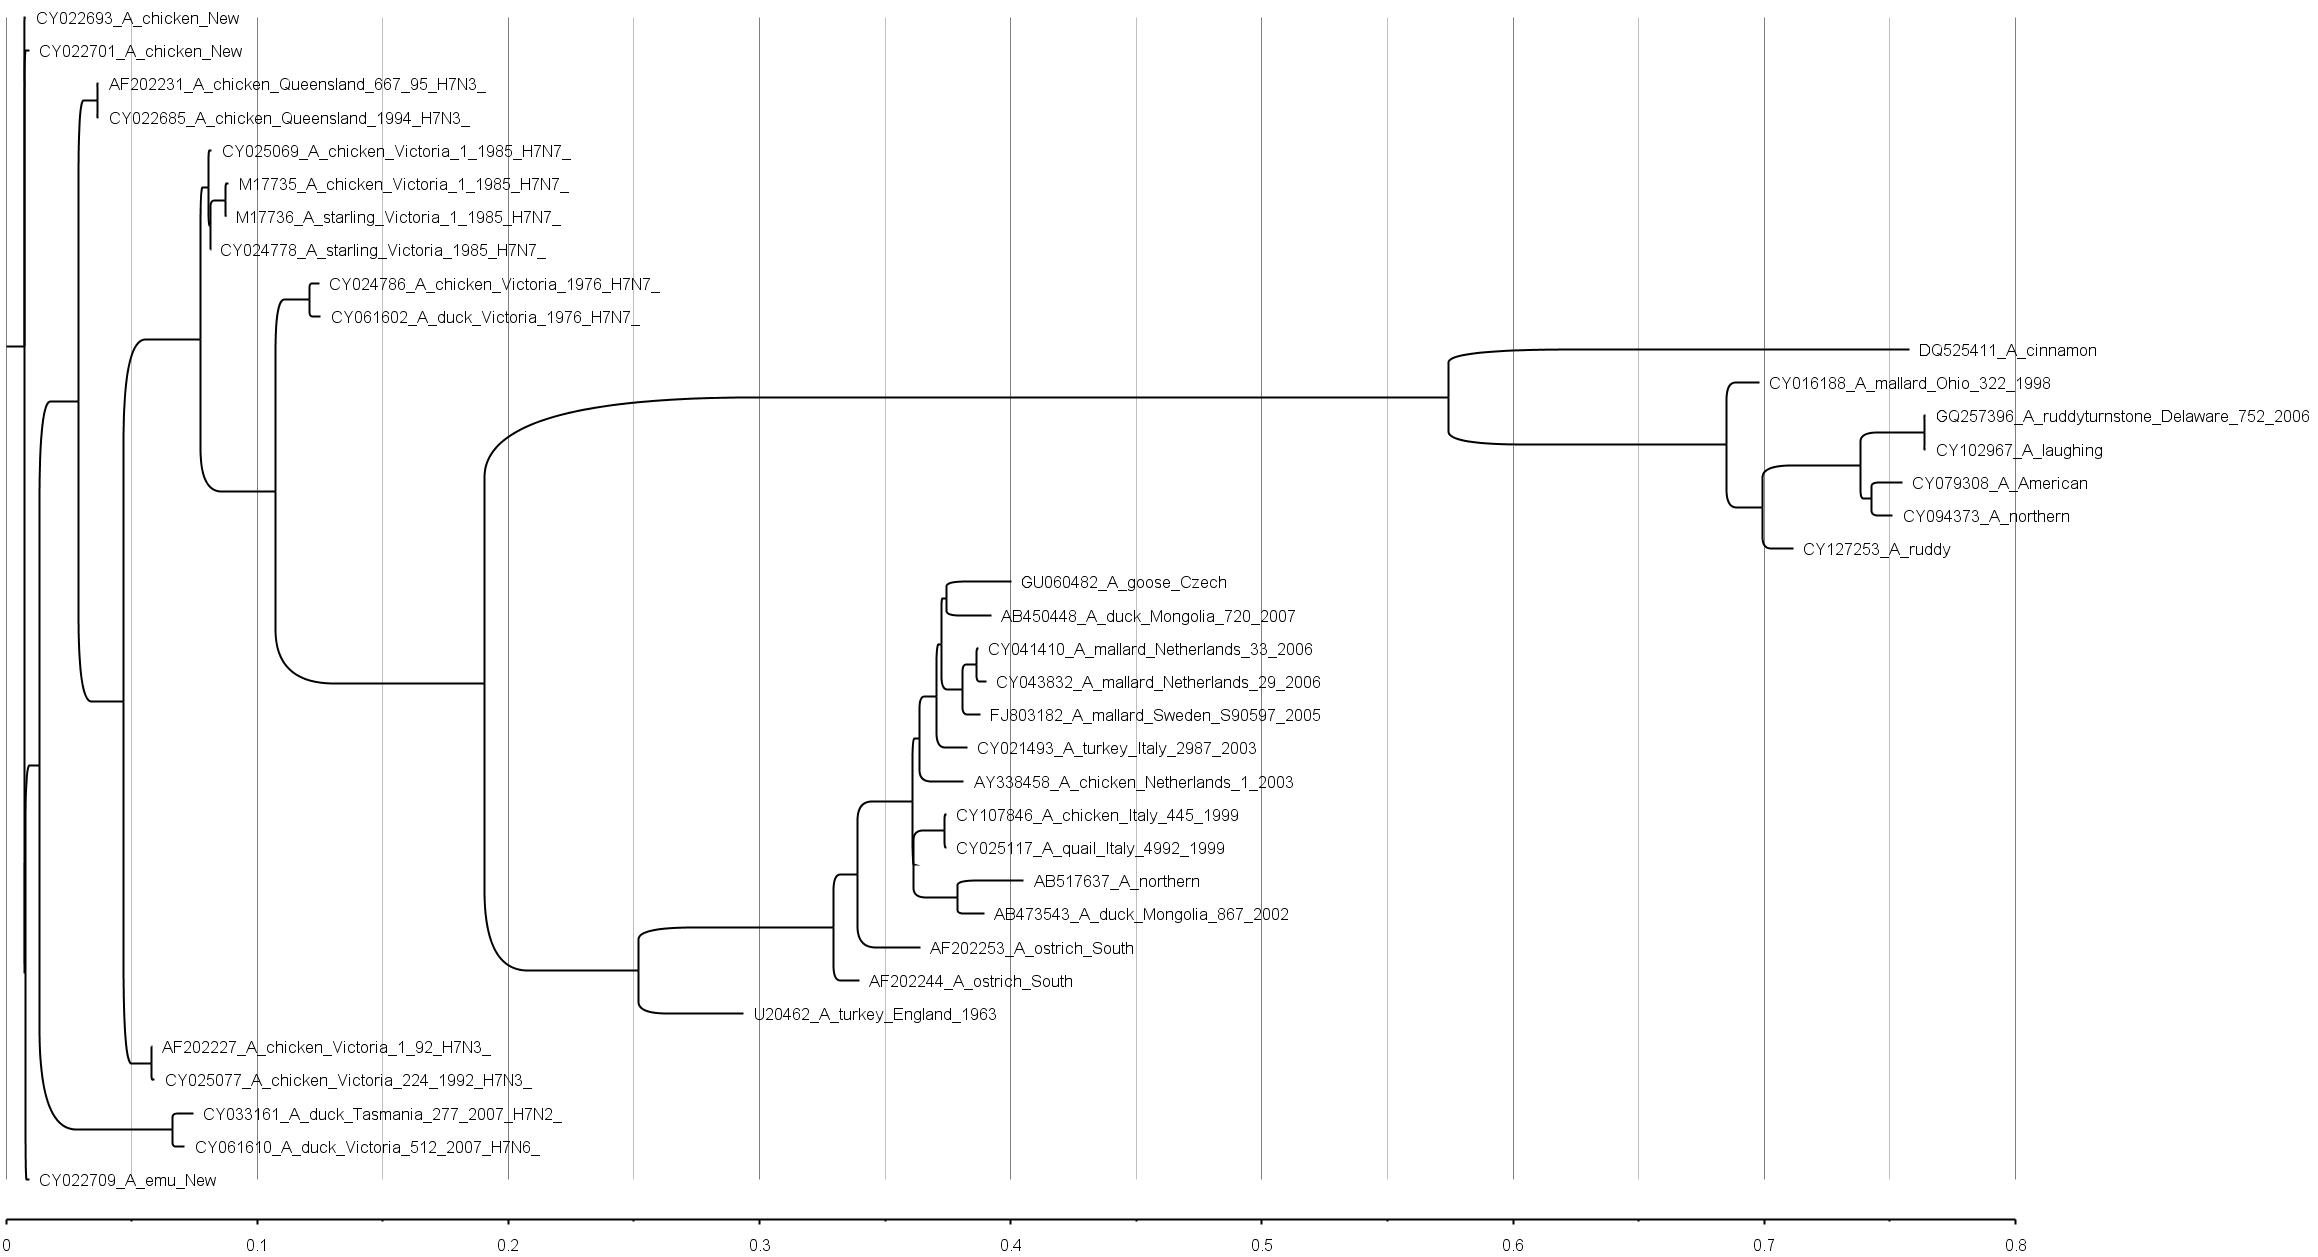 CY022693_A_chicken_New
CY022701_A_chicken_New
AF202231_A_chicken_Queensland_667_95_H7N3_
CY022685_A_chicken_Queensland_1994_H7N3_
CY025069_A_chicken_Victoria_1_1985_H7N7_
M17735_A_chicken_Victoria_1_1985_H7N7_
M17736_A_starling_Victoria_1_1985_H7N7_
CY024778_A_starling_Victoria_1985_H7N7_
CY024786_A_chicken_Victoria_1976_H7N7_
CY061602_A_duck_Victoria_1976_H7N7_
DQ525411_A_cinnamon
CY016188_A_mallard_Ohio_322_1998
GQ257396_A_ruddyturnstone_Delaware_752_2006
CY102967_A_laughing
CY079308_A_American
CY094373_A_northern
CY127253_A_ruddy
GU060482_A_goose_Czech
AB450448_A_duck_Mongolia_720_2007
CY041410_A_mallard_Netherlands_33_2006
CY043832_A_mallard_Netherlands_29_2006
FJ803182_A_mallard_Sweden_S90597_2005
CY021493_A_turkey_Italy_2987_2003
AY338458_A_chicken_Netherlands_1_2003
CY107846_A_chicken_Italy_445_1999
CY025117_A_quail_Italy_4992_1999
AB517637_A_northern
AB473543_A_duck_Mongolia_867_2002
AF202253_A_ostrich_South
AF202244_A_ostrich_South
U20462_A_turkey_England_1963
AF202227_A_chicken_Victoria_1_92_H7N3_
CY025077_A_chicken_Victoria_224_1992_H7N3_
CY033161_A_duck_Tasmania_277_2007_H7N2_
CY061610_A_duck_Victoria_512_2007_H7N6_
CY022709_A_emu_New
0 0.1 0.2 0.3 0.4 0.5 0.6 0.7 0.8